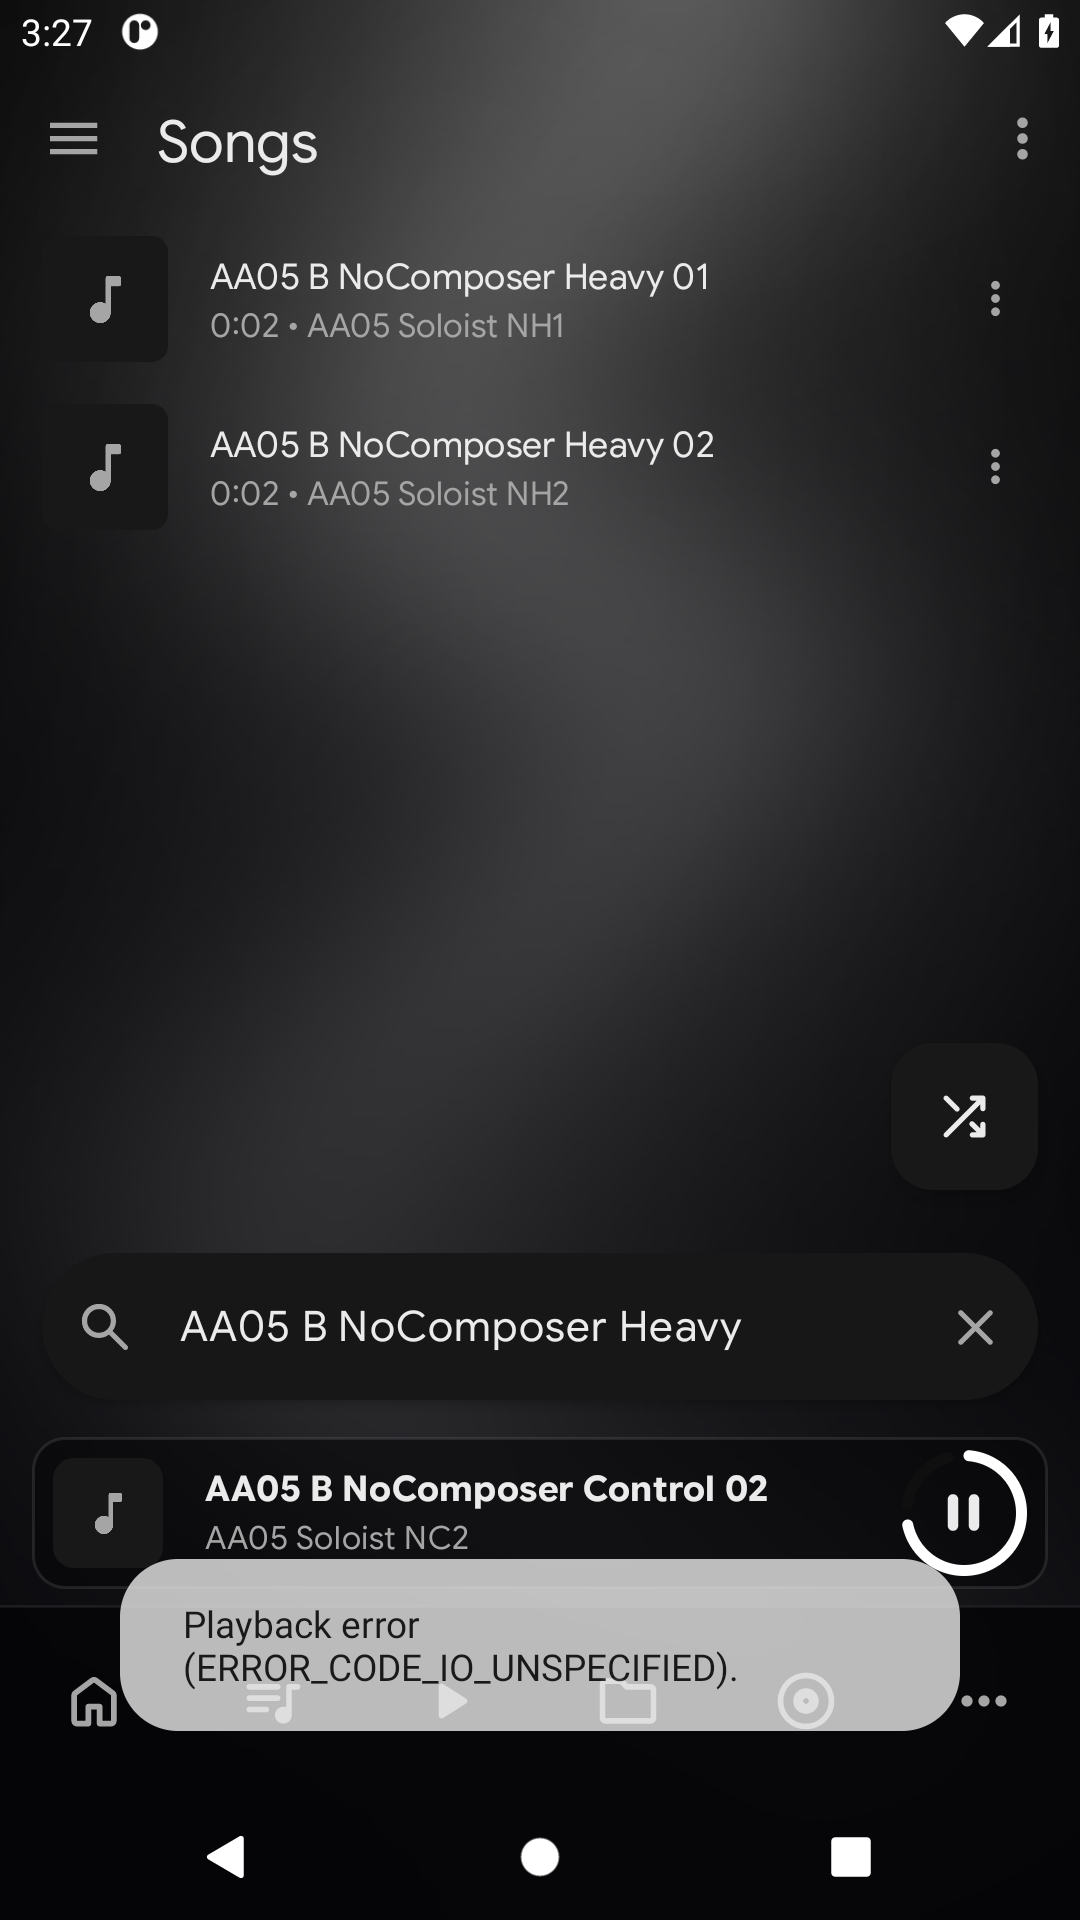 3:27
Songs
AA05 B NoComposer Heavy 01
0:02 • AA05 Soloist NH1
AA05 B NoComposer Heavy 02
0:02 • AA05 Soloist NH2
AA05 B NoComposer Heavy
AA05 B NoComposer Control 02
AA05 Soloist NC2
Playback error
(ERROR_CODE_IO_UNSPECIFIED).